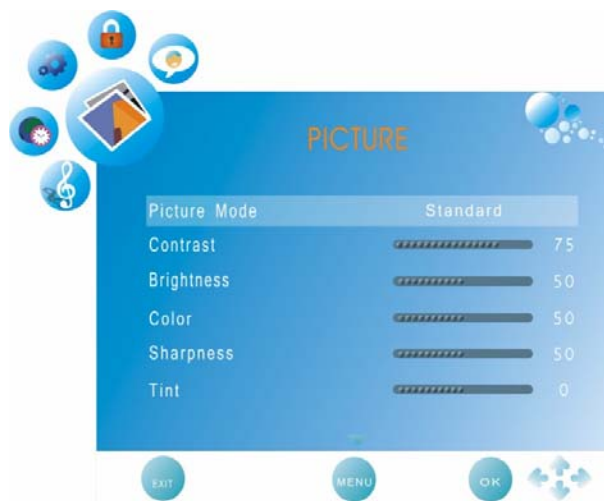 PICTURE
Picture Mode Standard
Contrast 75
Brightness 50
Color 50
Sharpness 50
Tint 0
EXIT MENU OK